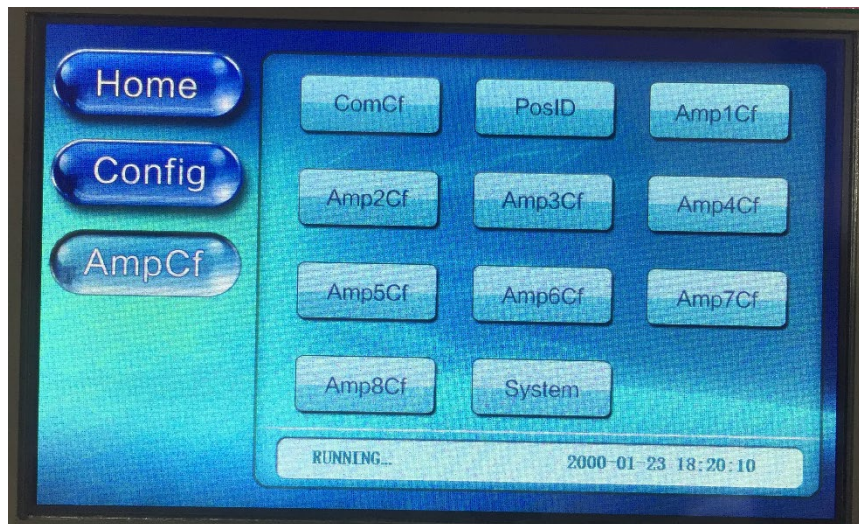 Home
Config
AmpCf
ComCf
PosID
Amp1Cf
Amp2Cf
Amp3Cf
Amp4Cf
Amp5Cf
Amp6Cf
Amp7Cf
Amp8Cf
System
RUNNING...
2000-01-23 18:20:10